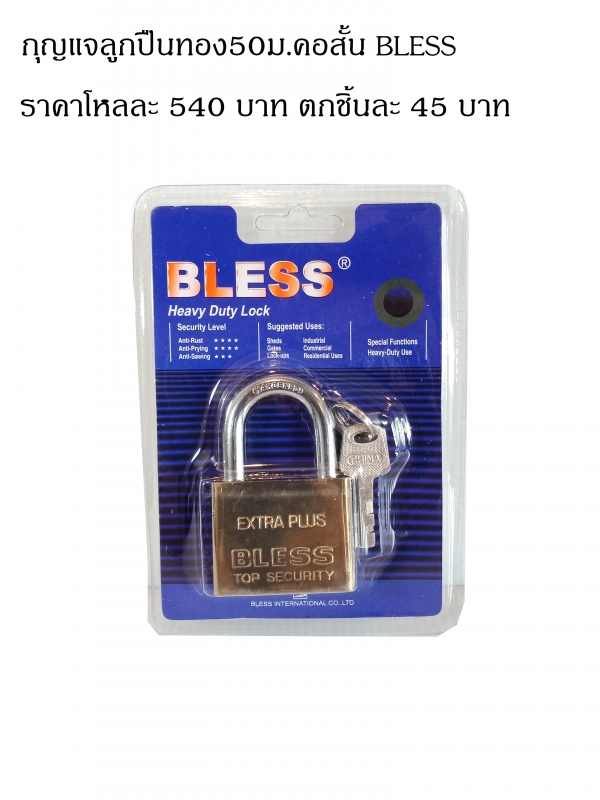 กุญแจลูกปืนทอง50ม.คอสั้น BLESS
ราคาโหลละ 540 บาท ตกชิ้นละ 45 บาท
BLESS®
Heavy Duty Lock
Security Level
Anti-Rust ★★★★
Anti-Prying ★★★★
Anti-Sawing ★★★
Suggested Uses:
Sheds Industrial
Gates Commercial
Lock-ups Residential Uses
Special Functions
Heavy-Duty Use
HARDENED
EXTRA PLUS
BLESS
TOP SECURITY
BLESS INTERNATIONAL CO.,LTD